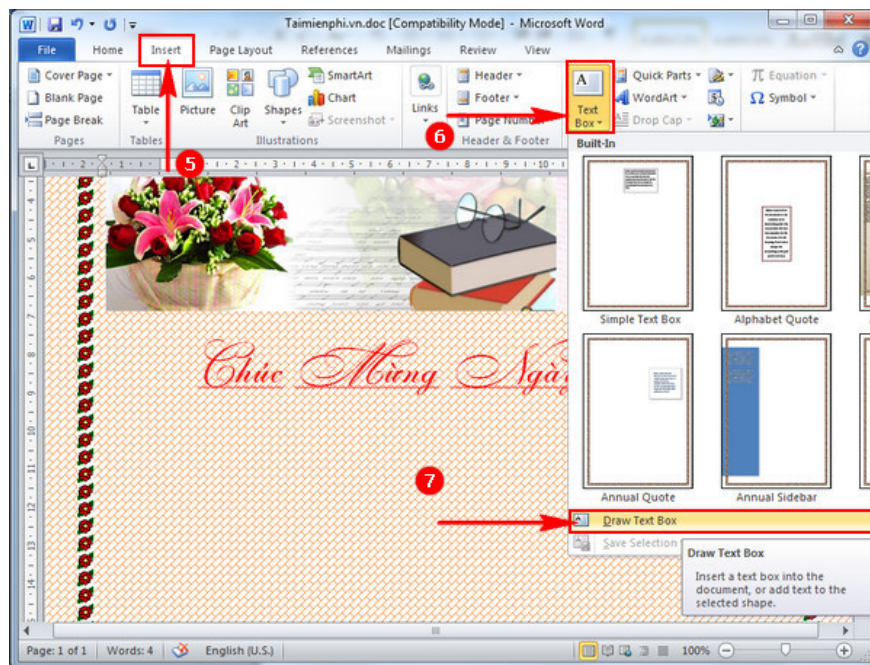 Taimienphi.vn.doc [Compatibility Mode] - Microsoft Word
File Home Insert Page Layout References Mailings Review View
Cover Page
Blank Page
Page Break
Pages
Table
Tables
Picture
Clip Art
Shapes
SmartArt
Chart
Screenshot
Illustrations
Links
Header
Footer
Page Number
Header & Footer
Text Box
Quick Parts
WordArt
Drop Cap
Equation
Symbol
5
6
Built-In
Simple Text Box
Alphabet Quote
Chúc Mừng Ngày
Annual Quote
Annual Sidebar
7
Draw Text Box
Save Selection
Draw Text Box
Insert a text box into the
document, or add text to the
selected shape.
Page: 1 of 1 Words: 4 English (U.S.) 100%